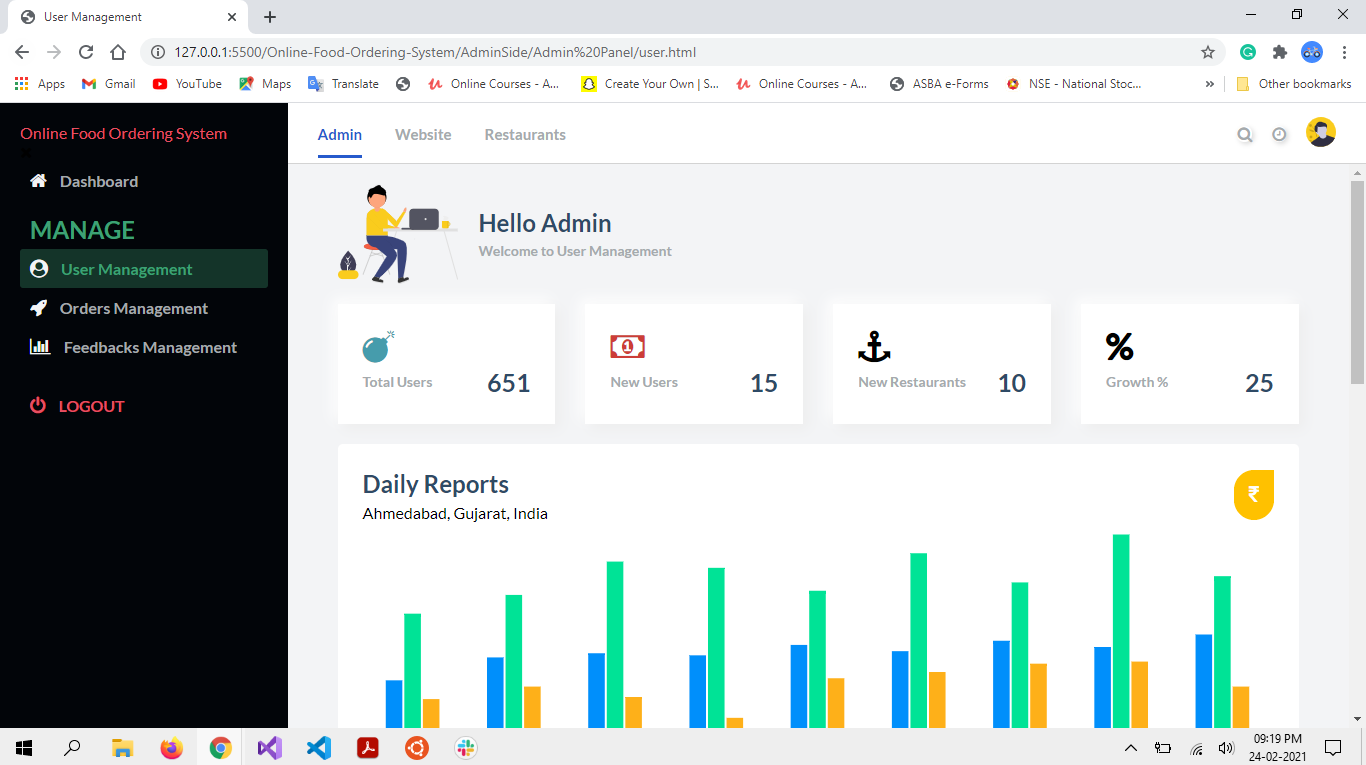 User Management
127.0.0.1:5500/Online-Food-Ordering-System/AdminSide/Admin%20Panel/user.html
Apps Gmail YouTube Maps Translate Online Courses - A... Create Your Own | S... Online Courses - A... ASBA e-Forms NSE - National Stoc... » Other bookmarks
Online Food Ordering System
Dashboard
MANAGE
User Management
Orders Management
Feedbacks Management
LOGOUT
Admin Website Restaurants
Hello Admin
Welcome to User Management
Total Users 651
New Users 15
New Restaurants 10
%
Growth % 25
Daily Reports
Ahmedabad, Gujarat, India
₹
09:19 PM
24-02-2021